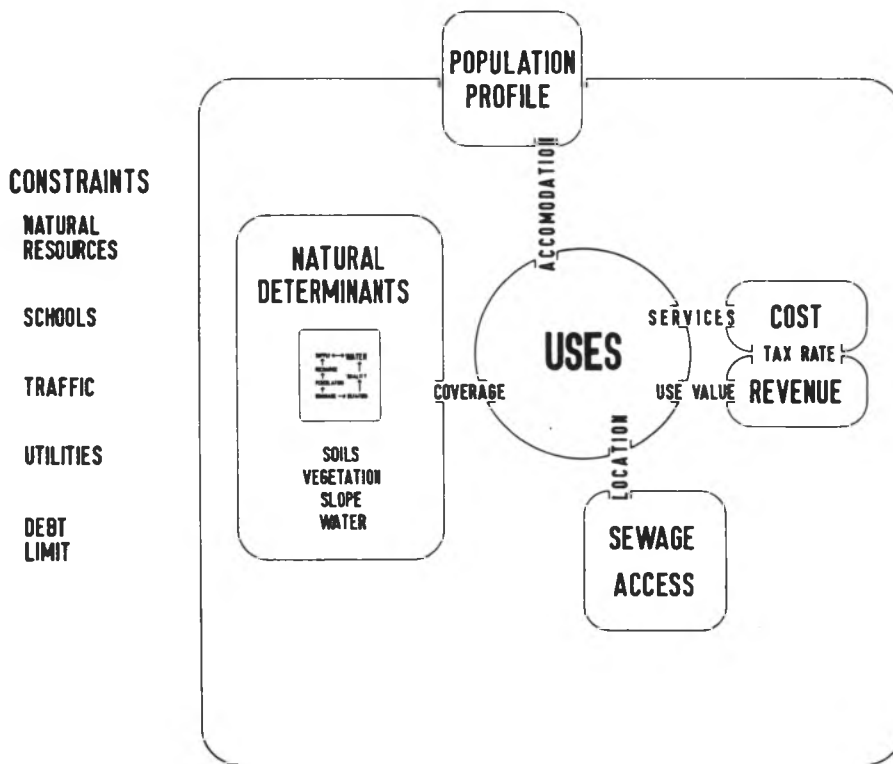 POPULATION
PROFILE
CONSTRAINTS
NATURAL
RESOURCES
SCHOOLS
TRAFFIC
UTILITIES
DEBT
LIMIT
ACCOMODATION
NATURAL
DETERMINANTS
WATER
SOILS
VEGETATION
SLOPE
WATER
COVERAGE
USES
SERVICES
COST
TAX RATE
USE VALUE
REVENUE
LOCATION
SEWAGE
ACCESS